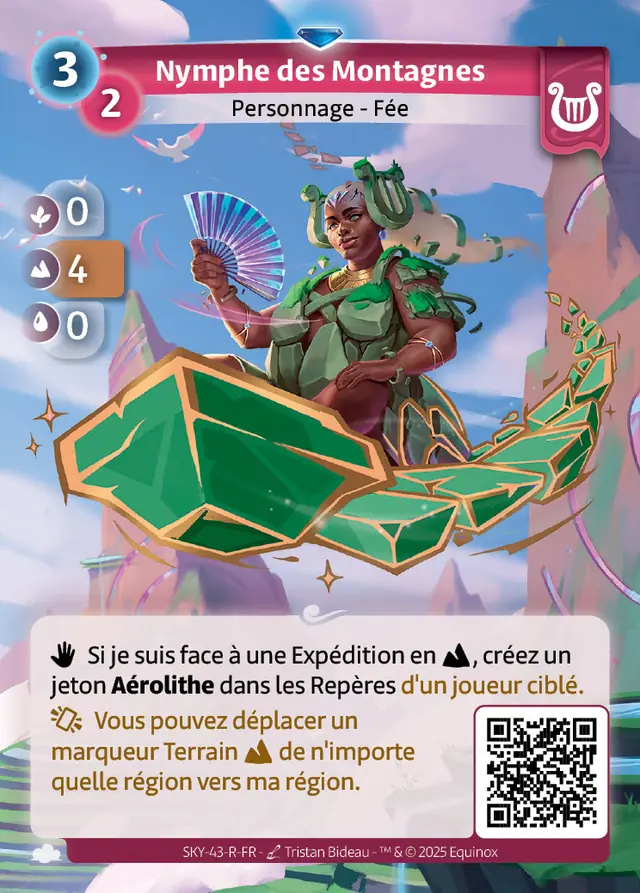 3
Nymphe des Montagnes
2
Personnage - Fée
0
4
0
Si je suis face à une Expédition en , créez un
jeton Aérolithe dans les Repères d'un joueur ciblé.
Vous pouvez déplacer un
marqueur Terrain de n'importe
quelle région vers ma région.
SKY-43-R-FR - Tristan Bideau - ™ & © 2025 Equinox